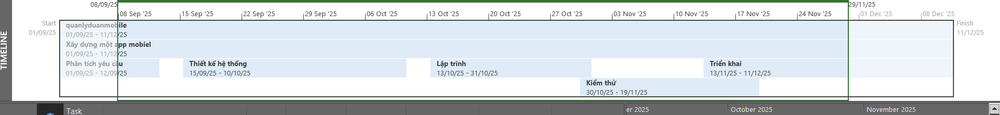 08/09/25
29/11/25
08 Sep '25 15 Sep '25 22 Sep '25 29 Sep '25 06 Oct '25 13 Oct '25 20 Oct '25 27 Oct '25 03 Nov '25 10 Nov '25 17 Nov '25 24 Nov '25 01 Dec '25 08 Dec '25
TIMELINE
Start
01/09/25
quanlyduanmobile
01/09/25 - 11/12/25
Xây dựng một app mobiel
01/09/25 - 11/12/25
Phân tích yêu cầu
01/09/25 - 12/09/25
Thiết kế hệ thống
15/09/25 - 10/10/25
Lập trình
13/10/25 - 31/10/25
Triển khai
13/11/25 - 11/12/25
Kiểm thử
30/10/25 - 19/11/25
Finish
11/12/25
Task
er 2025 October 2025 November 2025